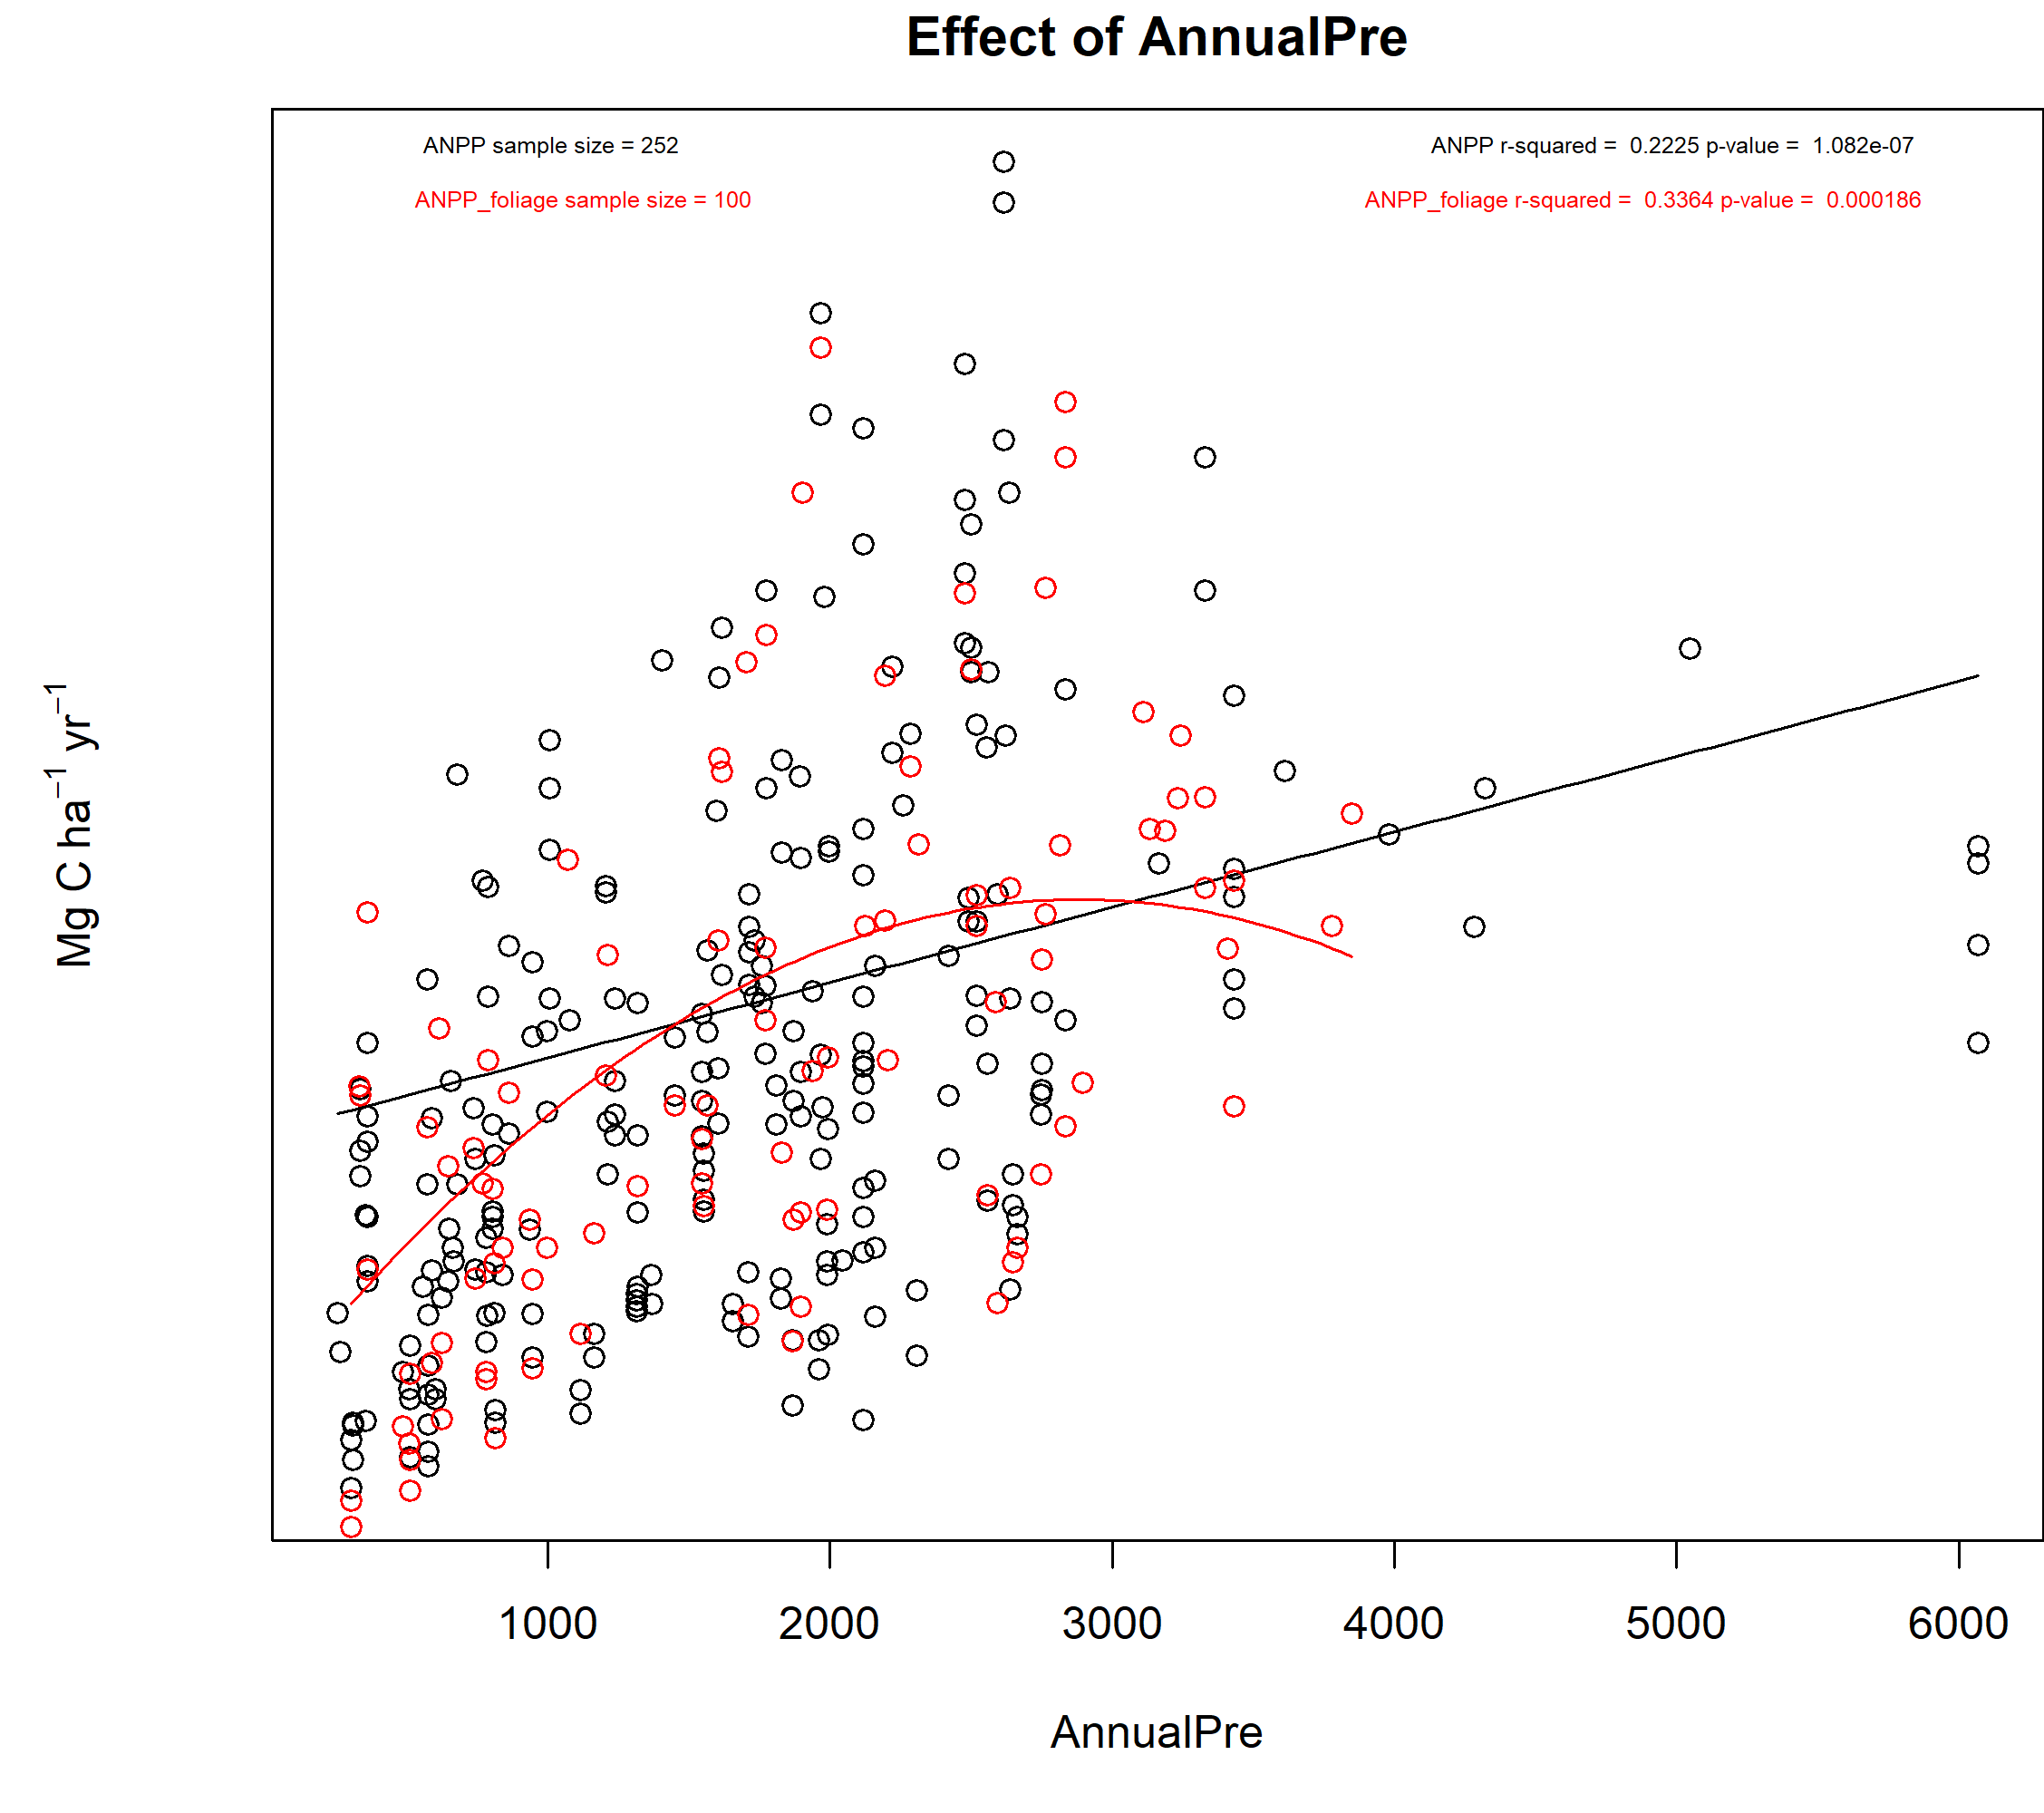 Effect of AnnualPre
ANPP sample size = 252
ANPP r-squared =  0.2225 p-value =  1.082e-07
ANPP_foliage sample size = 100
ANPP_foliage r-squared =  0.3364 p-value =  0.000186
Mg C ha⁻¹ yr⁻¹
1000 2000 3000 4000 5000 6000
AnnualPre